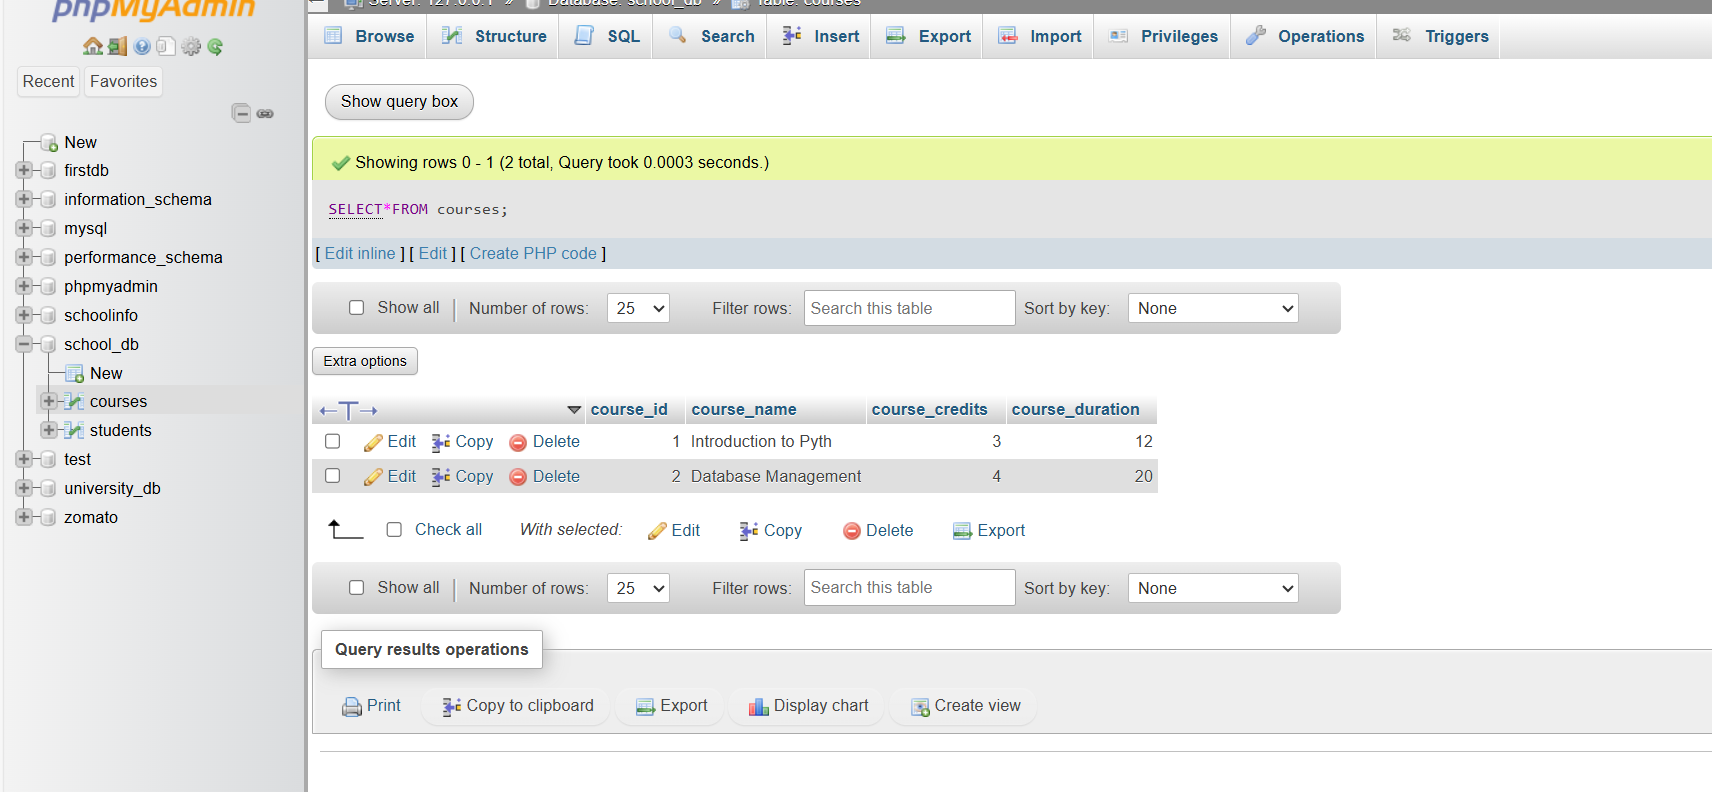 phpMyAdmin
Recent Favorites
New
firstdb
information_schema
mysql
performance_schema
phpmyadmin
schoolinfo
school_db
New
courses
students
test
university_db
zomato
Server: 127.0.0.1 » Database: school_db » Table: courses
Browse Structure SQL Search Insert Export Import Privileges Operations Triggers
Show query box
Showing rows 0 - 1 (2 total, Query took 0.0003 seconds.)
SELECT*FROM courses;
[ Edit inline ] [ Edit ] [ Create PHP code ]
Show all | Number of rows: 25 Filter rows: Search this table Sort by key: None
Extra options
←T→ course_id course_name course_credits course_duration
Edit Copy Delete 1 Introduction to Pyth 3 12
Edit Copy Delete 2 Database Management 4 20
Check all With selected: Edit Copy Delete Export
Show all | Number of rows: 25 Filter rows: Search this table Sort by key: None
Query results operations
Print Copy to clipboard Export Display chart Create view